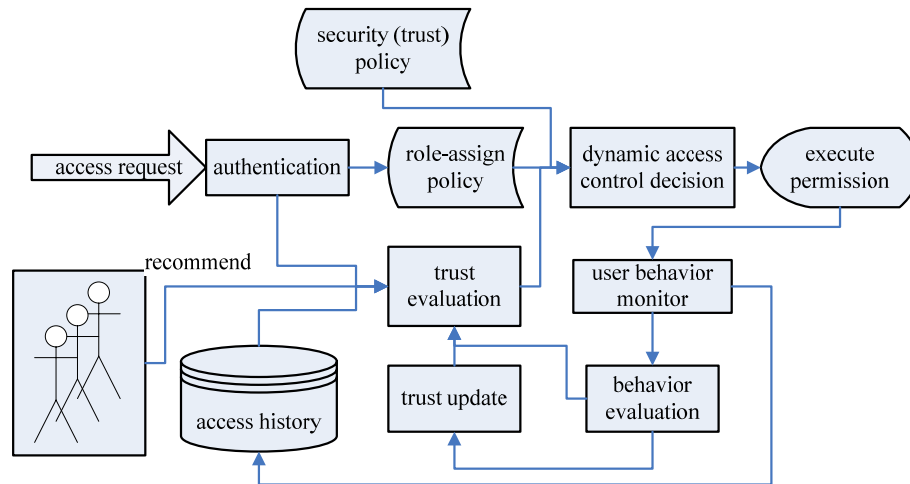 security (trust)
policy
access request
authentication
role-assign
policy
dynamic access
control decision
execute
permission
recommend
trust
evaluation
user behavior
monitor
access history
trust update
behavior
evaluation